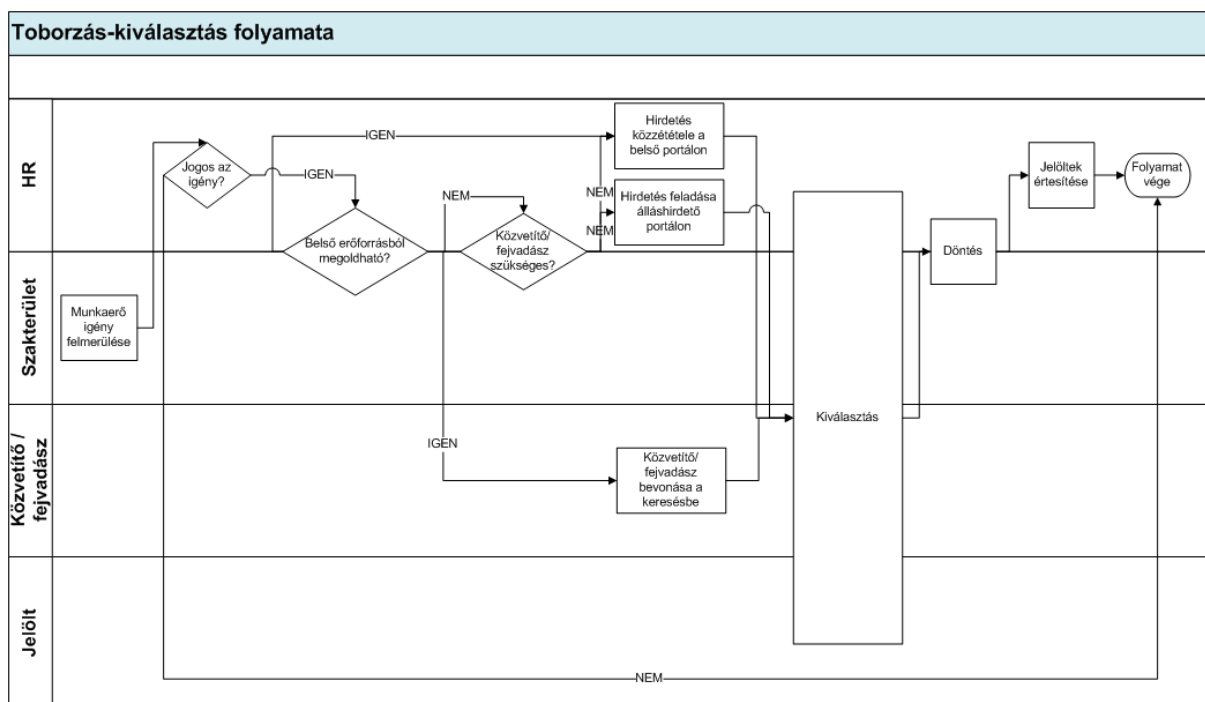 Toborzás-kiválasztás folyamata
HR
Jogos az
igény?
IGEN
IGEN
Belső erőforrásból
megoldható?
NEM
Közvetítő/
fejvadász
szükséges?
NEM
NEM
Hirdetés
közzététele a
belső portálon
Hirdetés feladása
álláshirdető
portálon
Döntés
Jelöltek
értesítése
Folyamat
vége
Szakterület
Munkaerő
igény
felmerülése
Közvetítő /
fejvadász
IGEN
Közvetítő/
fejvadász
bevonása a
keresésbe
Kiválasztás
Jelölt
NEM